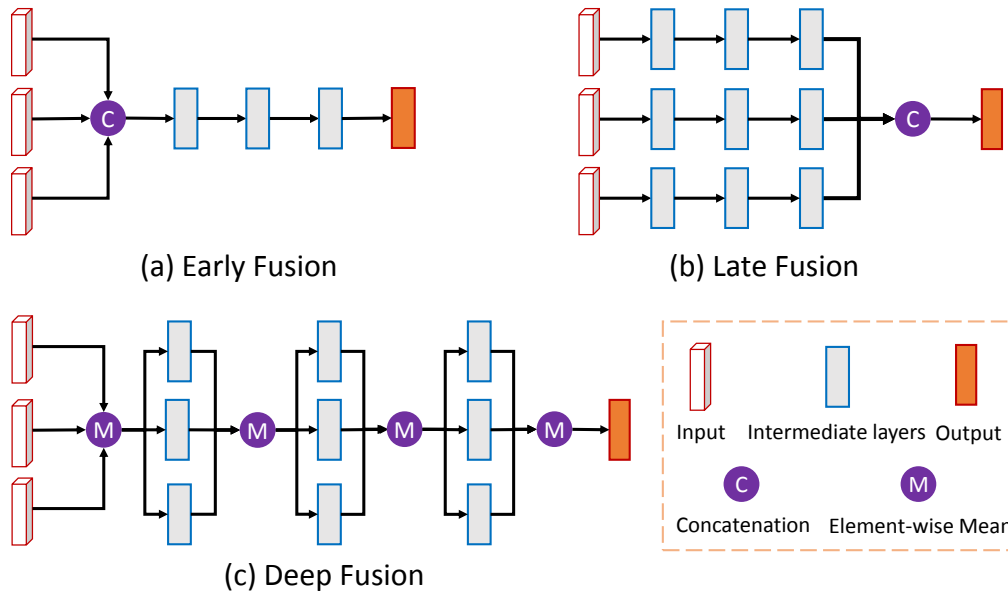 C
C
(a) Early Fusion
(b) Late Fusion
M
M
M
M
Input
Intermediate layers
Output
C
M
Concatenation
Element-wise Mean
(c) Deep Fusion